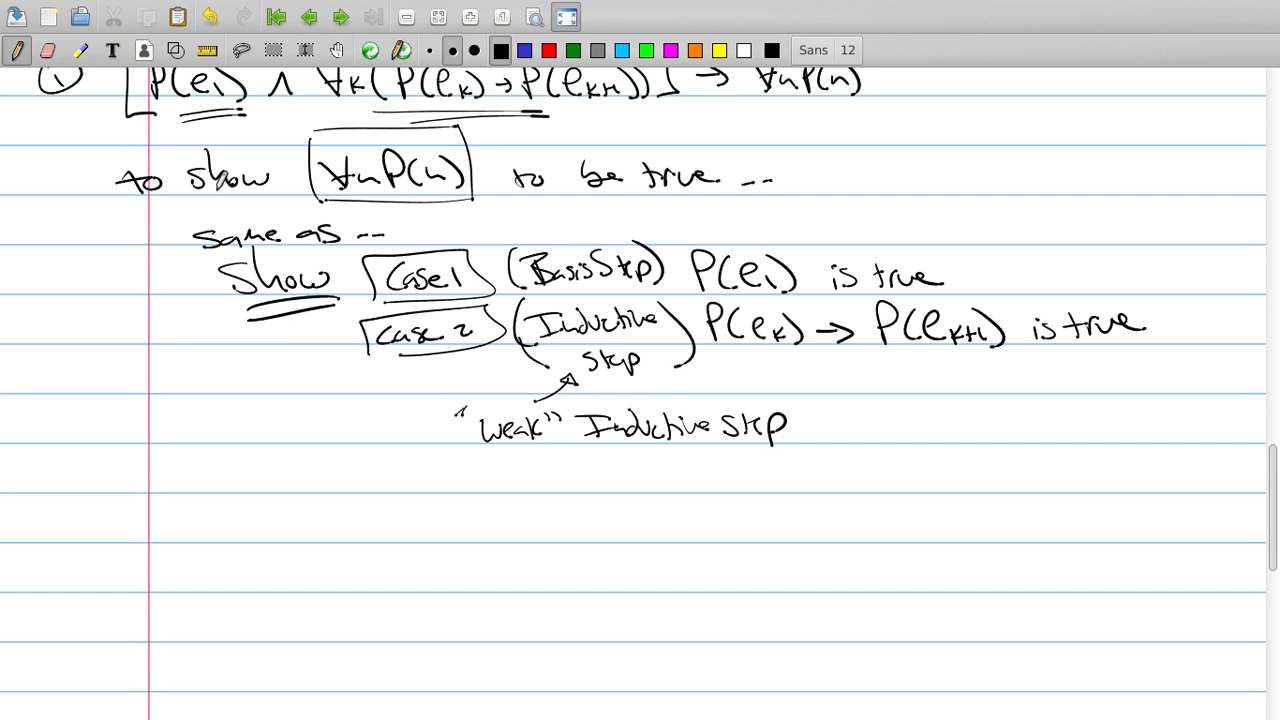 Sans 12
① [P(e₁) ∧ ∀k(P(eₖ)→P(eₖ₊₁))] → ∀nP(n)
to show ∀nP(n) to be true --
same as --
Show Case 1 (Basis Step) P(e₁) is true
Case 2 (Inductive Step) P(eₖ) → P(eₖ₊₁) is true
"weak" Inductive Step